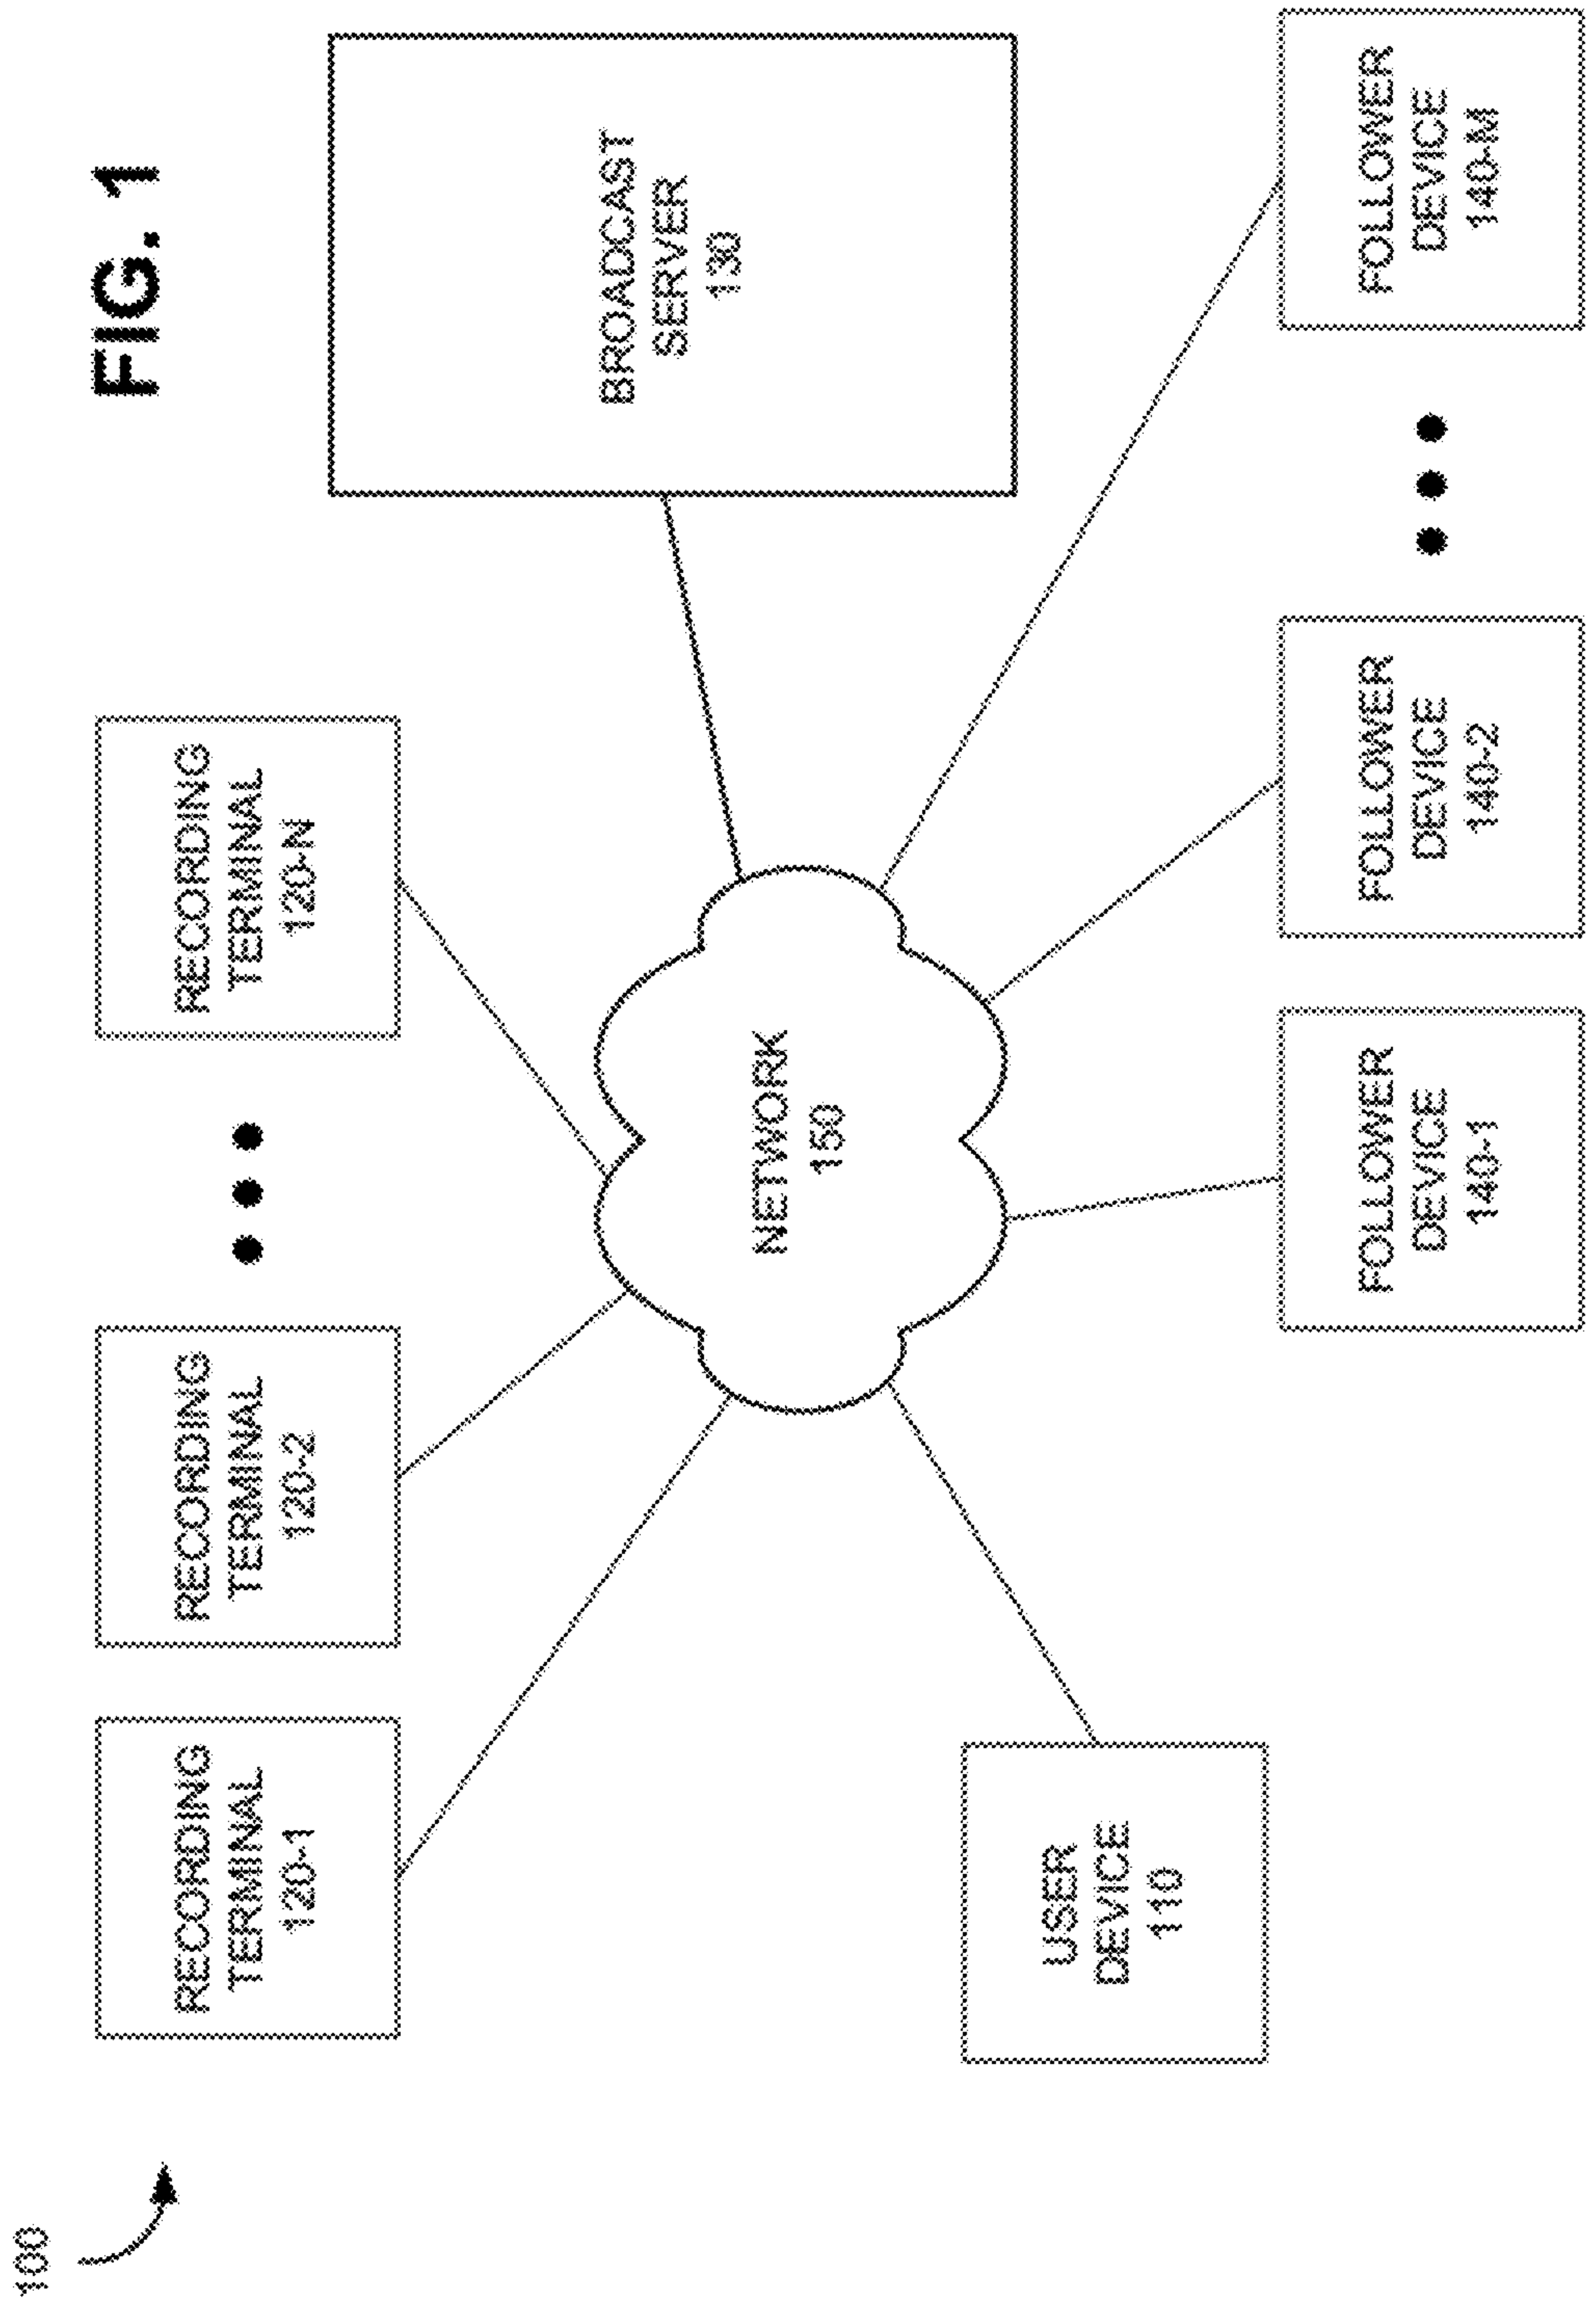 FIG. 1
100
RECORDING
TERMINAL
120-1
RECORDING
TERMINAL
120-2
RECORDING
TERMINAL
120-N
BROADCAST
SERVER
130
NETWORK
150
USER
DEVICE
110
FOLLOWER
DEVICE
140-1
FOLLOWER
DEVICE
140-2
FOLLOWER
DEVICE
140-M